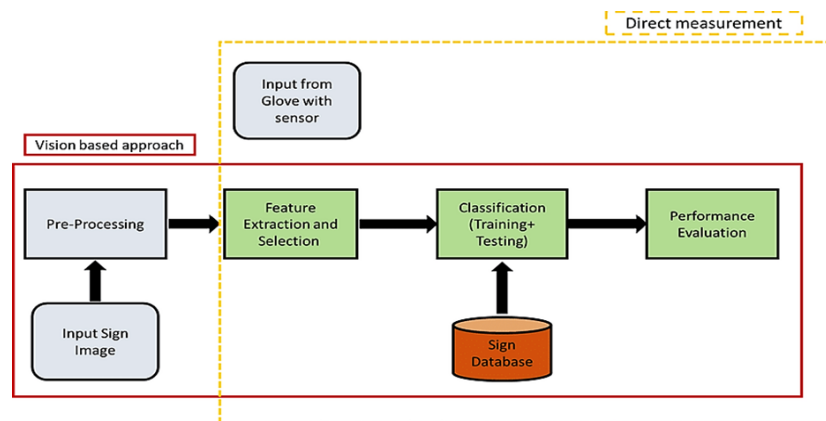 Direct measurement
Input from
Glove with
sensor
Vision based approach
Pre-Processing
Feature
Extraction and
Selection
Classification
(Training+
Testing)
Performance
Evaluation
Input Sign
Image
Sign
Database